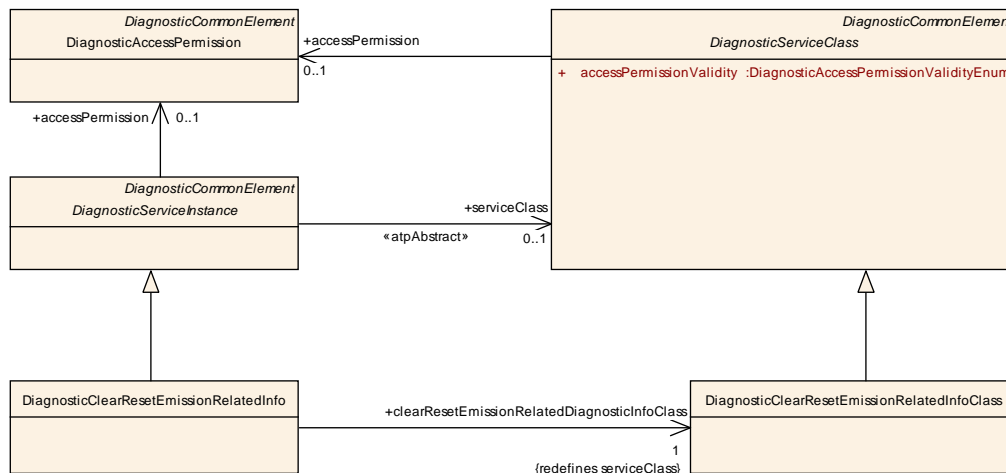 DiagnosticCommonElement
DiagnosticAccessPermission
DiagnosticCommonElement
DiagnosticServiceClass
+ accessPermissionValidity :DiagnosticAccessPermissionValidityEnum
+accessPermission
0..1
+accessPermission
0..1
DiagnosticCommonElement
DiagnosticServiceInstance
+serviceClass
«atpAbstract»
0..1
DiagnosticClearResetEmissionRelatedInfo
+clearResetEmissionRelatedDiagnosticInfoClass
1
{redefines serviceClass}
DiagnosticClearResetEmissionRelatedInfoClass